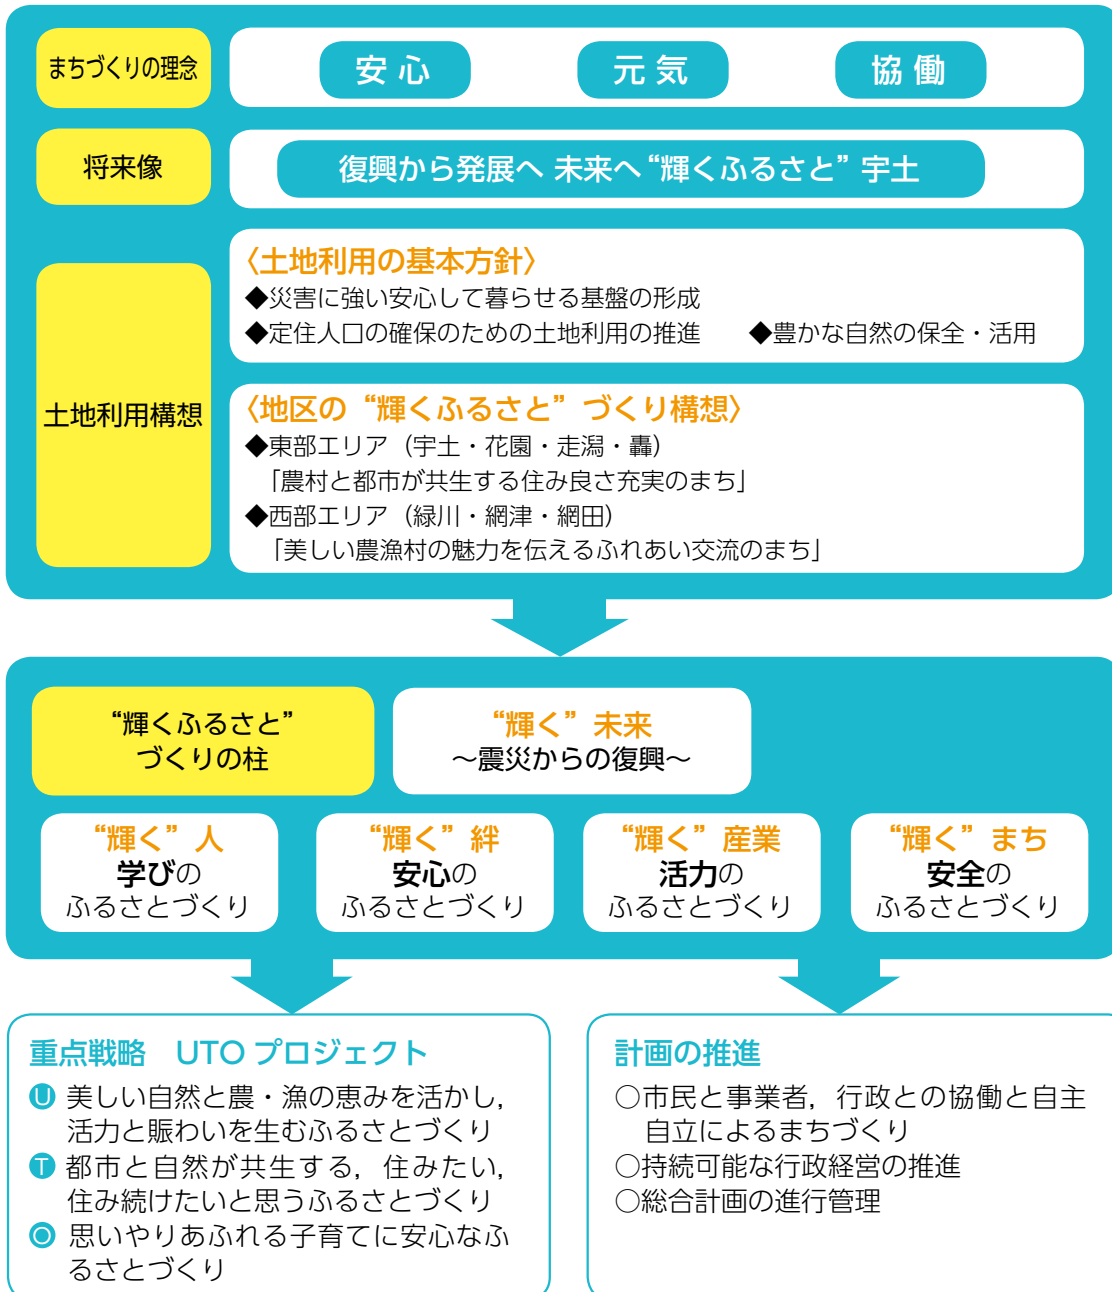 まちづくりの理念
安心 元気 協働
将来像
復興から発展へ 未来へ“輝くふるさと”宇土
土地利用構想
〈土地利用の基本方針〉
◆災害に強い安心して暮らせる基盤の形成
◆定住人口の確保のための土地利用の推進 ◆豊かな自然の保全・活用
〈地区の“輝くふるさと”づくり構想〉
◆東部エリア（宇土・花園・走潟・轟）
「農村と都市が共生する住み良さ充実のまち」
◆西部エリア（緑川・網津・網田）
「美しい農漁村の魅力を伝えるふれあい交流のまち」
“輝くふるさと”
づくりの柱
“輝く”未来
～震災からの復興～
“輝く”人
学びの
ふるさとづくり
“輝く”絆
安心の
ふるさとづくり
“輝く”産業
活力の
ふるさとづくり
“輝く”まち
安全の
ふるさとづくり
重点戦略 UTOプロジェクト
U 美しい自然と農・漁の恵みを活かし，
活力と賑わいを生むふるさとづくり
T 都市と自然が共生する，住みたい，
住み続けたいと思うふるさとづくり
O 思いやりあふれる子育てに安心なふ
るさとづくり
計画の推進
○市民と事業者，行政との協働と自主
自立によるまちづくり
○持続可能な行政経営の推進
○総合計画の進行管理